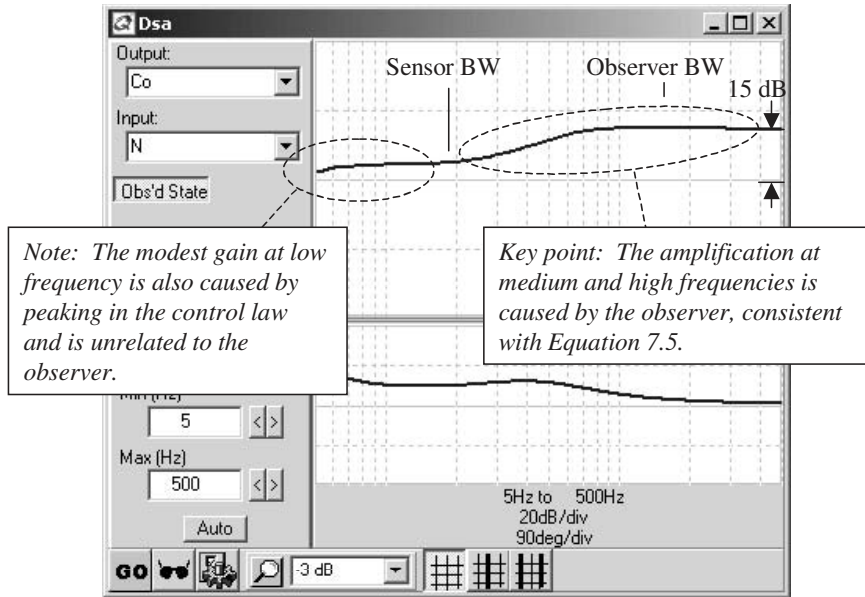 Dsa
Output:
Co
Input:
N
Obs'd State
Sensor BW
Observer BW
15 dB
Note: The modest gain at low
frequency is also caused by
peaking in the control law
and is unrelated to the
observer.
Key point: The amplification at
medium and high frequencies is
caused by the observer, consistent
with Equation 7.5.
Min (Hz)
5
< >
Max (Hz)
500
< >
Auto
5Hz to 500Hz
20dB/div
90deg/div
GO
-3 dB